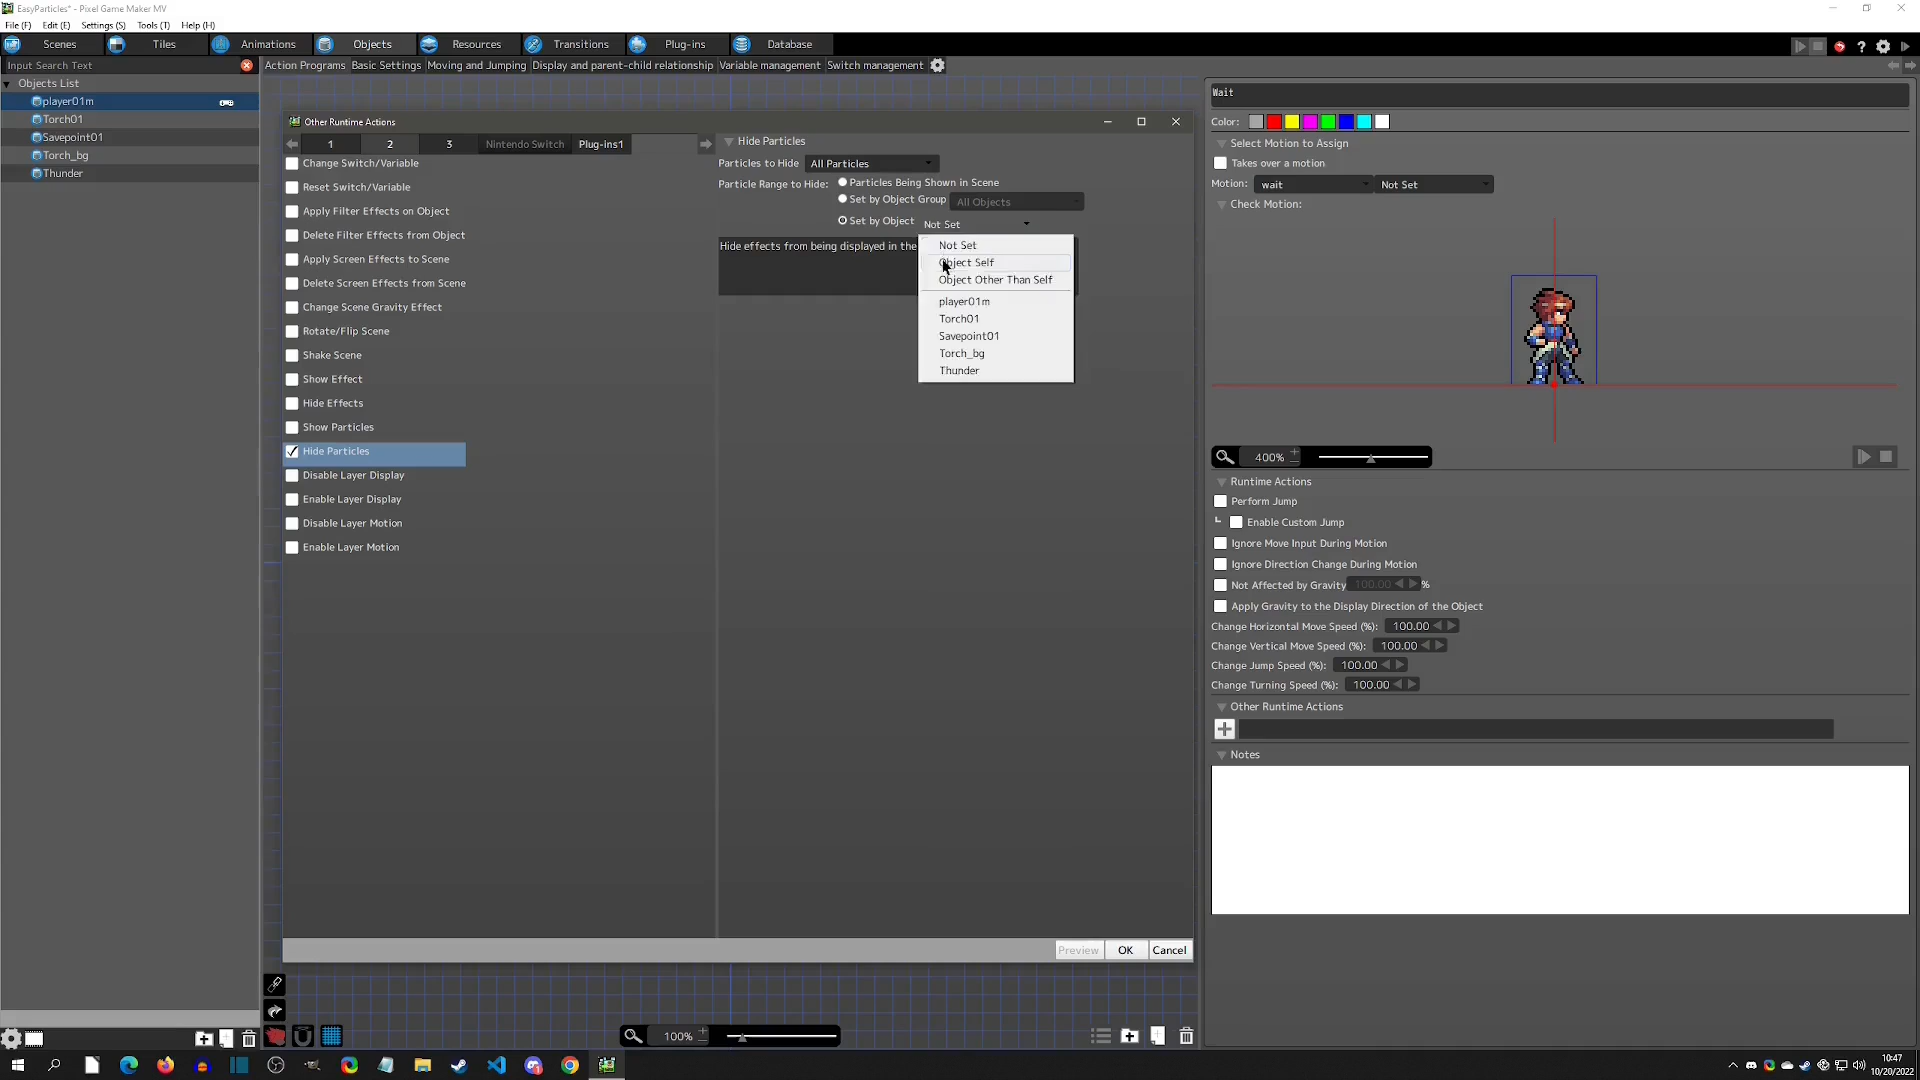 EasyParticles* - Pixel Game Maker MV
File (F) Edit (E) Settings (S) Tools (T) Help (H)
Scenes Tiles Animations Objects Resources Transitions Plug-ins Database
Input Search Text
Action Programs Basic Settings Moving and Jumping Display and parent-child relationship Variable management Switch management
Objects List
player01m
Torch01
Savepoint01
Torch_bg
Thunder
Other Runtime Actions
1 2 3 Nintendo Switch Plug-ins1
Change Switch/Variable
Reset Switch/Variable
Apply Filter Effects on Object
Delete Filter Effects from Object
Apply Screen Effects to Scene
Delete Screen Effects from Scene
Change Scene Gravity Effect
Rotate/Flip Scene
Shake Scene
Show Effect
Hide Effects
Show Particles
Hide Particles
Disable Layer Display
Enable Layer Display
Disable Layer Motion
Enable Layer Motion
Hide Particles
Particles to Hide All Particles
Particle Range to Hide: Particles Being Shown in Scene
Set by Object Group All Objects
Set by Object Not Set
Hide effects from being displayed in the
Not Set
Object Self
Object Other Than Self
player01m
Torch01
Savepoint01
Torch_bg
Thunder
Preview OK Cancel
100%
Wait
Color:
Select Motion to Assign
Takes over a motion
Motion: wait Not Set
Check Motion:
400%
Runtime Actions
Perform Jump
Enable Custom Jump
Ignore Move Input During Motion
Ignore Direction Change During Motion
Not Affected by Gravity 100.00 %
Apply Gravity to the Display Direction of the Object
Change Horizontal Move Speed (%): 100.00
Change Vertical Move Speed (%): 100.00
Change Jump Speed (%): 100.00
Change Turning Speed (%): 100.00
Other Runtime Actions
Notes
10:47
10/20/2022